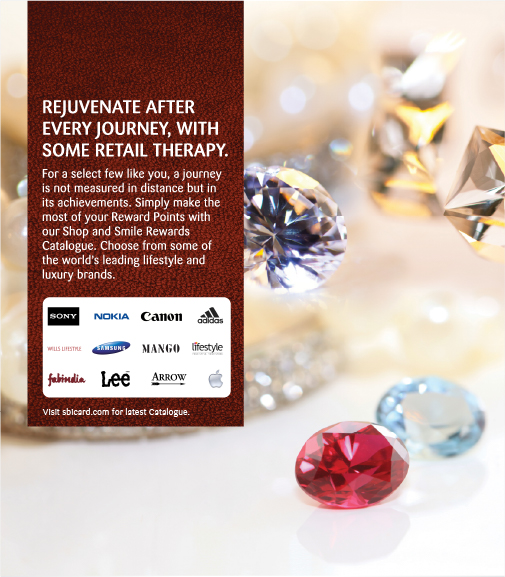 REJUVENATE AFTER
EVERY JOURNEY, WITH
SOME RETAIL THERAPY.
For a select few like you, a journey
is not measured in distance but in
its achievements. Simply make the
most of your Reward Points with
our Shop and Smile Rewards
Catalogue. Choose from some of
the world's leading lifestyle and
luxury brands.
SONY NOKIA Canon adidas
WILLS LIFESTYLE SAMSUNG MANGO lifestyle
fabindia Lee ARROW
Visit sbicard.com for latest Catalogue.